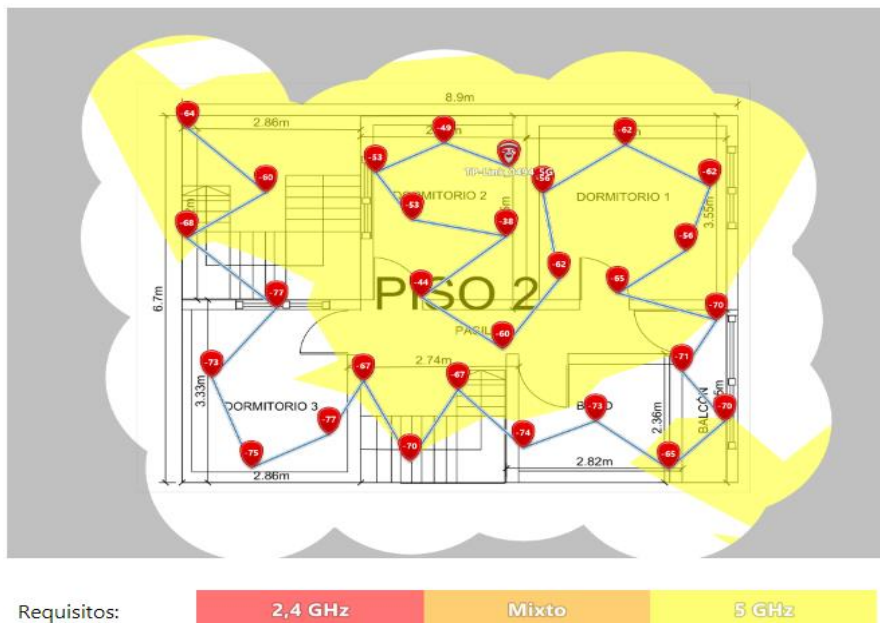 8.9m
2.86m
-64
-49
-62
-53
TP-Link_0494_5G
-56
-62
-60
DORMITORIO 2
DORMITORIO 1
-53
-38
3.55m
-68
-56
-62
-44
-65
-77
-70
PISO 2
6.7m
-60
PASIL
2.74m
-67
-67
-71
-73
3.33m
DORMITORIO 3
-77
-73
-70
2.36m
BALCÓN
-74
-70
-75
-65
2.82m
2.86m
Requisitos:
2,4 GHz
Mixto
5 GHz